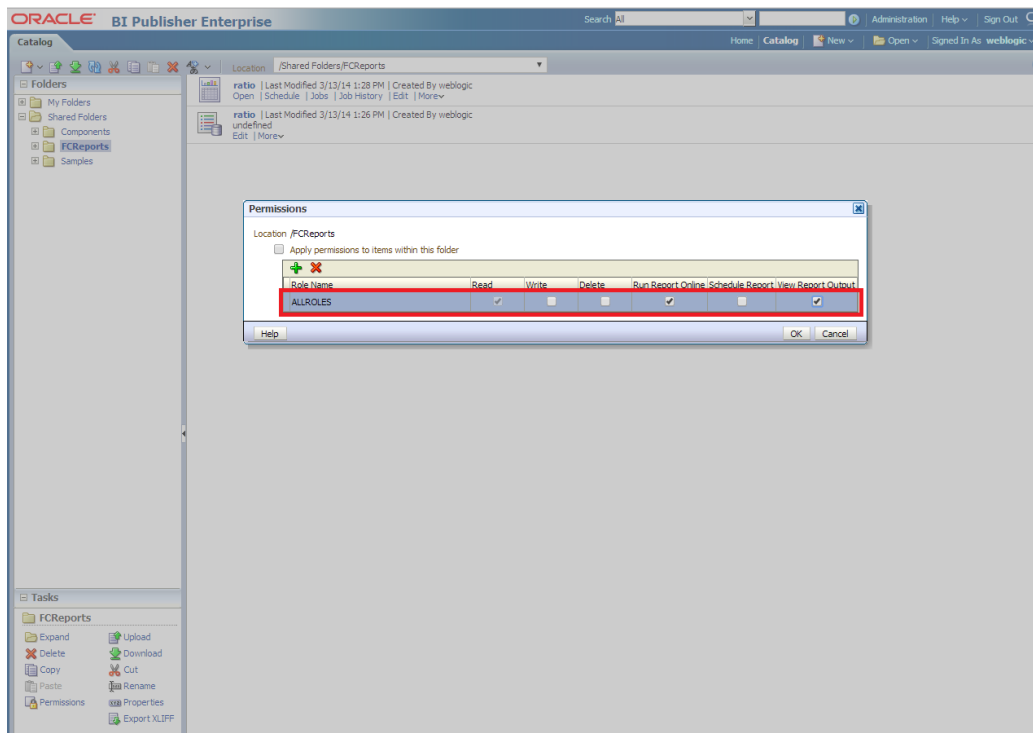 ORACLE BI Publisher Enterprise Search All Administration Help Sign Out
Catalog Home Catalog New Open Signed In As weblogic
Location /Shared Folders/FCReports
Folders
My Folders
Shared Folders
Components
FCReports
Samples
ratio | Last Modified 3/13/14 1:28 PM | Created By weblogic
Open | Schedule | Jobs | Job History | Edit | More
ratio | Last Modified 3/13/14 1:26 PM | Created By weblogic
undefined
Edit | More
Permissions
Location /FCReports
Apply permissions to items within this folder
Role Name Read Write Delete Run Report Online Schedule Report View Report Output
ALLROLES
Help OK Cancel
Tasks
FCReports
Expand Upload
Delete Download
Copy Cut
Paste Rename
Permissions Properties
Export XLIFF